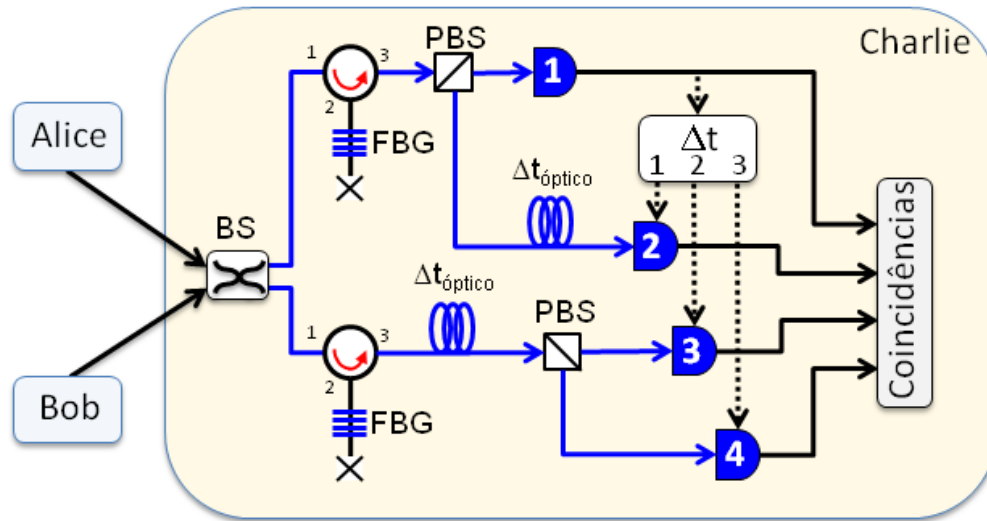 Charlie
Alice
Bob
BS
1
3
2
FBG
PBS
1
Δt
1 2 3
Δtóptico
2
Δtóptico
1
3
2
FBG
PBS
3
4
Coincidências